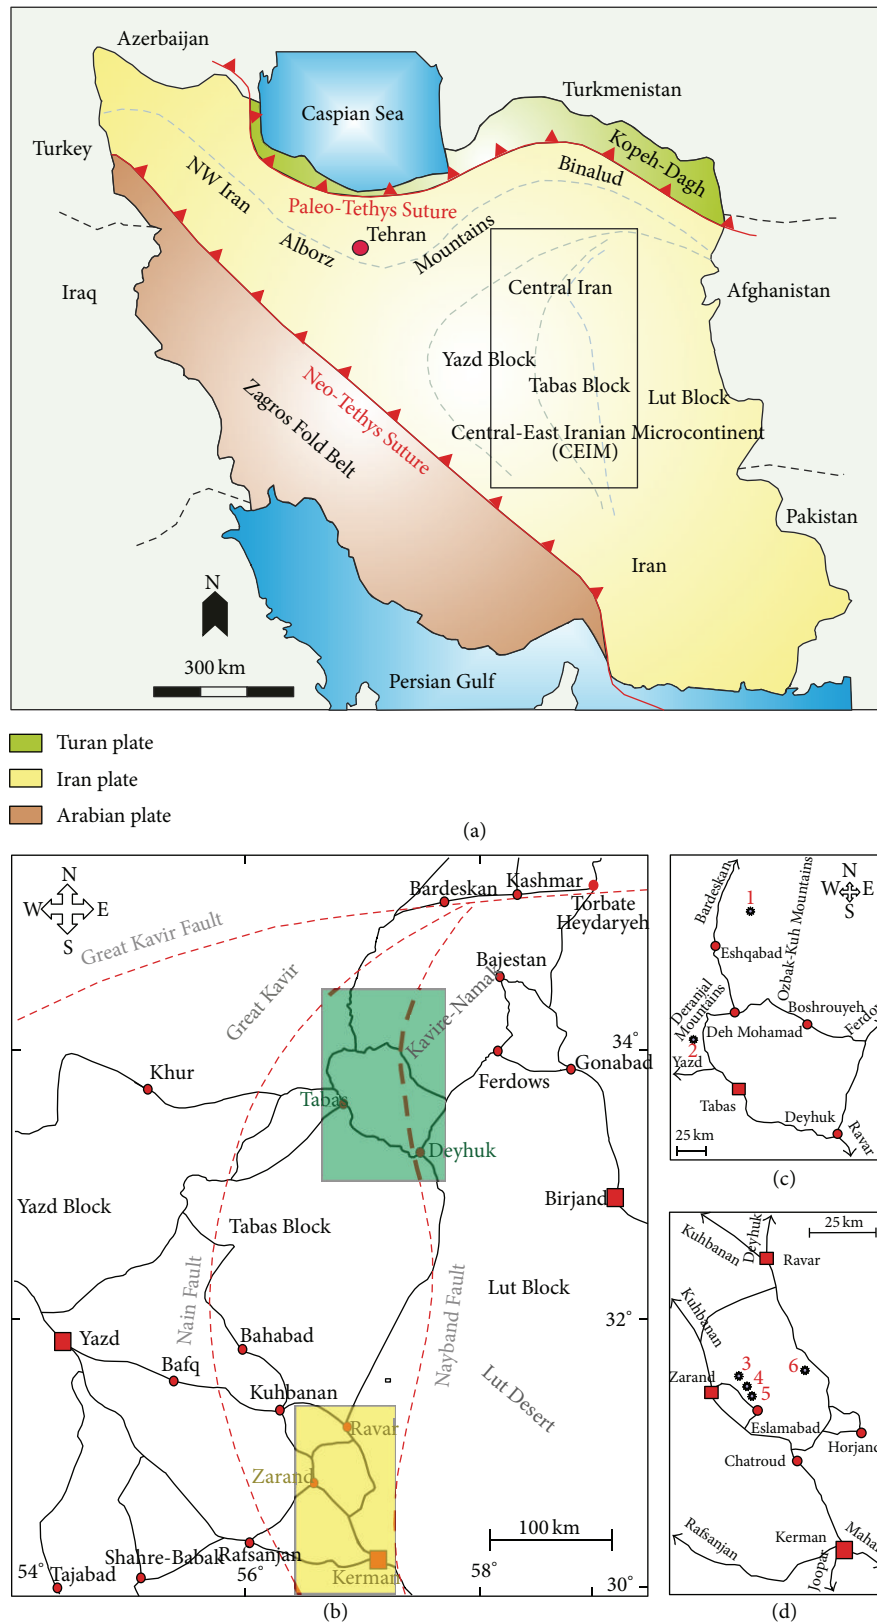 Azerbaijan
Caspian Sea
Turkmenistan
Turkey
Kopeh-Dagh
NW Iran
Binalud
Paleo-Tethys Suture
Tehran
Alborz
Mountains
Iraq
Central Iran
Afghanistan
Yazd Block
Tabas Block
Lut Block
Neo-Tethys Suture
Zagros Fold Belt
Central-East Iranian Microcontinent
(CEIM)
Pakistan
Iran
N
300 km
Persian Gulf
Turan plate
Iran plate
Arabian plate
(a)
N
W
E
S
Kashmar
Bardeskan
Torbate
Heydaryeh
Great Kavir Fault
Bajestan
Great Kavir
Kavire-Namak
34°
Gonabad
Khur
Ferdows
Tabas
Deyhuk
Birjand
Yazd Block
Tabas Block
Lut Block
Nain Fault
Nayband Fault
32°
Yazd
Bahabad
Bafq
Kuhbanan
Lut Desert
Ravar
Zarand
100 km
Shahre-Babak
Rafsanjan
54°
Tajabad
56°
Kerman
58°
30°
(b)
N
W
E
S
Bardeskan
1
Ozbak-Kuh Mountains
Eshqabad
Deranjal
Mountains
Boshrouyeh
Deh Mohamad
Ferdo
2
Yazd
Tabas
Deyhuk
Ravar
25 km
(c)
25 km
Kuhbanan
Deyhuk
Ravar
Kuhbanan
3
4
5
6
Zarand
Eslamabad
Horjand
Chatroud
Rafsanjan
Kerman
Mahan
Joopar
(d)